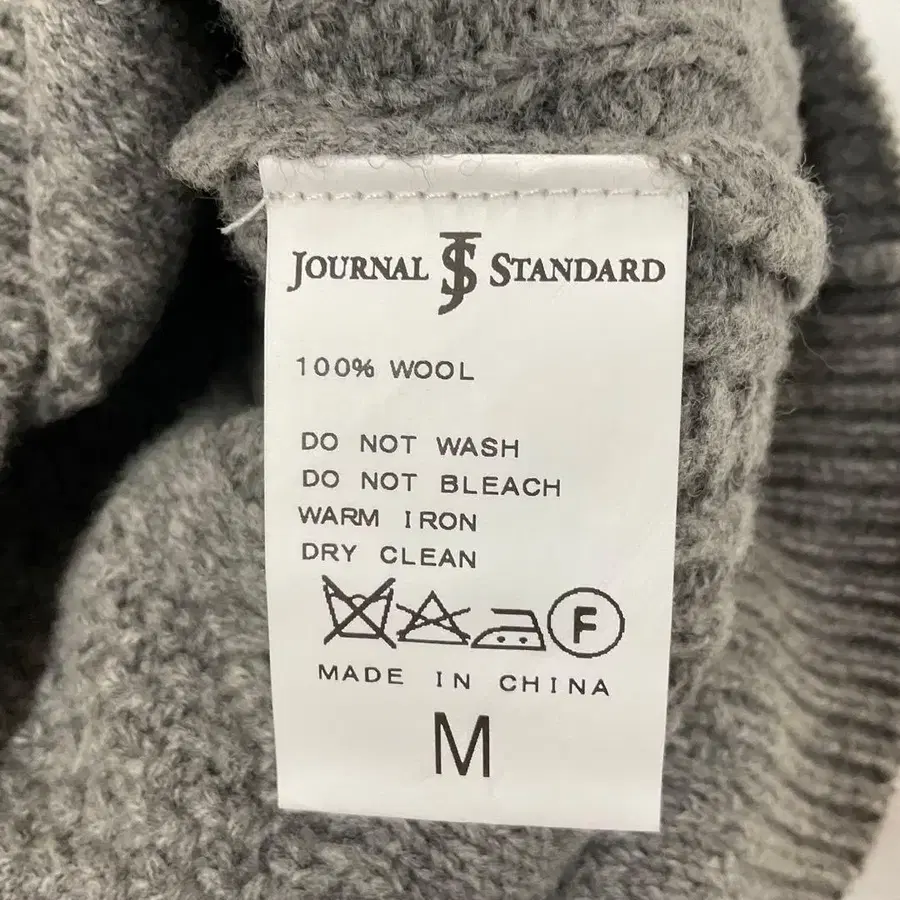 JOURNAL JS STANDARD
100% WOOL
DO NOT WASH
DO NOT BLEACH
WARM IRON
DRY CLEAN
F
MADE IN CHINA
M